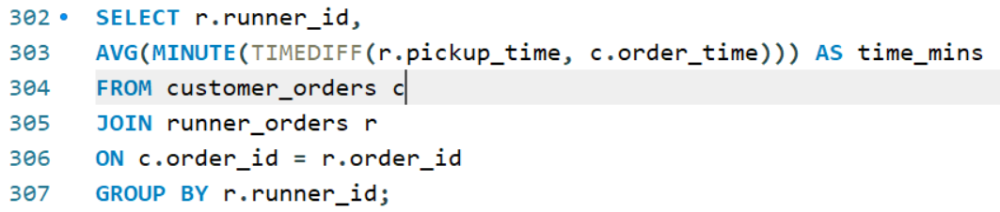 302 SELECT r.runner_id,
303 AVG(MINUTE(TIMEDIFF(r.pickup_time, c.order_time))) AS time_mins
304 FROM customer_orders c
305 JOIN runner_orders r
306 ON c.order_id = r.order_id
307 GROUP BY r.runner_id;